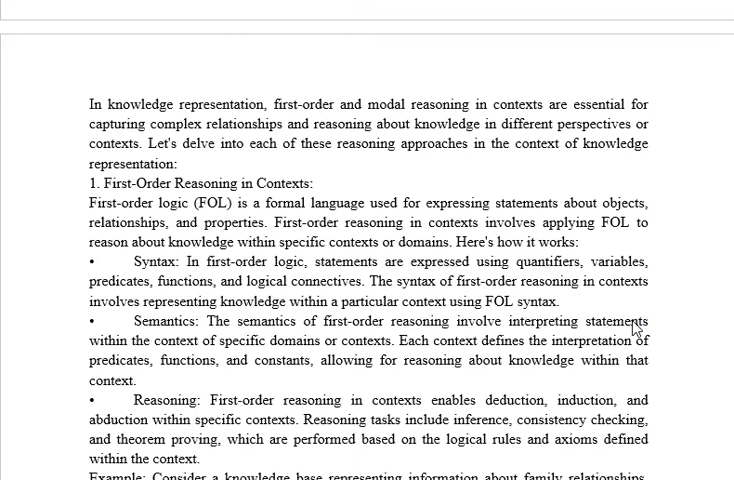 In knowledge representation, first-order and modal reasoning in contexts are essential for
capturing complex relationships and reasoning about knowledge in different perspectives or
contexts. Let's delve into each of these reasoning approaches in the context of knowledge
representation:
1. First-Order Reasoning in Contexts:
First-order logic (FOL) is a formal language used for expressing statements about objects,
relationships, and properties. First-order reasoning in contexts involves applying FOL to
reason about knowledge within specific contexts or domains. Here's how it works:
• Syntax: In first-order logic, statements are expressed using quantifiers, variables,
predicates, functions, and logical connectives. The syntax of first-order reasoning in contexts
involves representing knowledge within a particular context using FOL syntax.
• Semantics: The semantics of first-order reasoning involve interpreting statements
within the context of specific domains or contexts. Each context defines the interpretation of
predicates, functions, and constants, allowing for reasoning about knowledge within that
context.
• Reasoning: First-order reasoning in contexts enables deduction, induction, and
abduction within specific contexts. Reasoning tasks include inference, consistency checking,
and theorem proving, which are performed based on the logical rules and axioms defined
within the context.
Example: Consider a knowledge base representing information about family relationships.